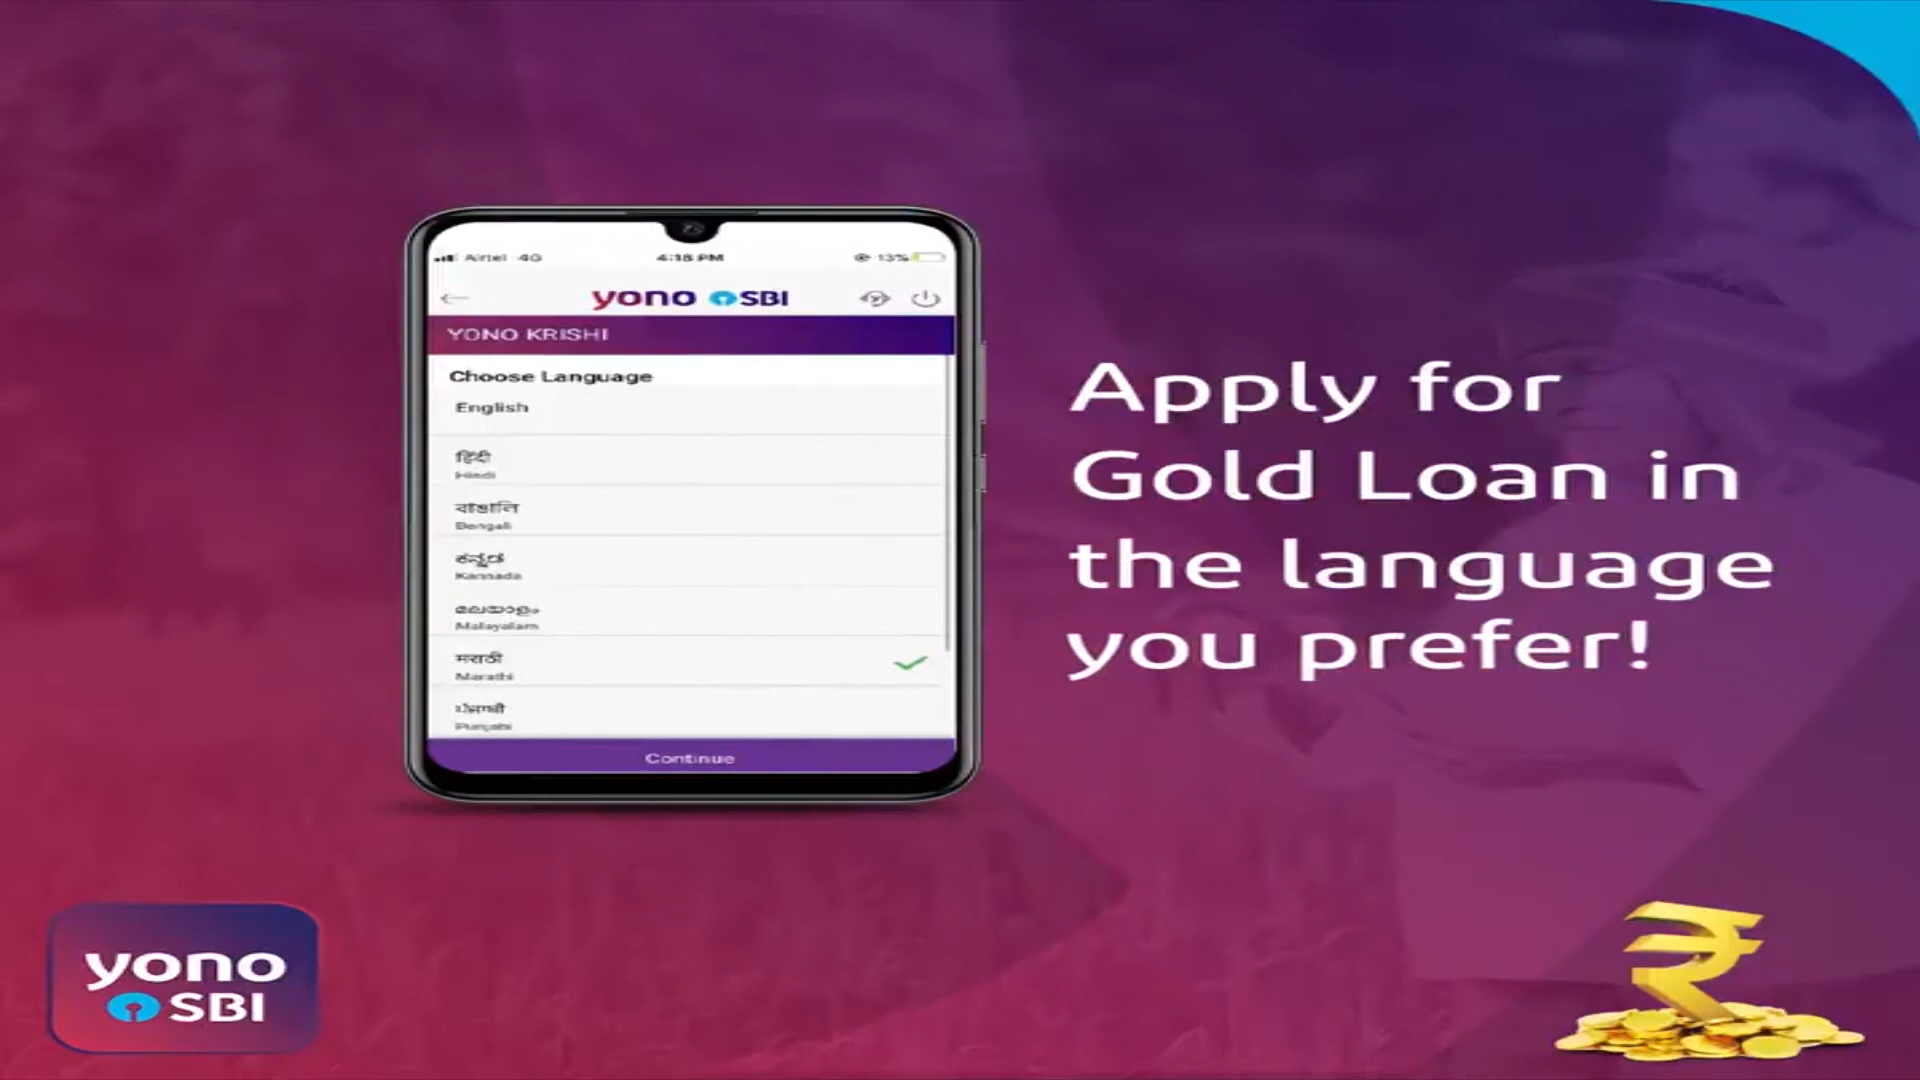 Airtel 4G 4:18 PM 13%
yono SBI
YONO KRISHI
Choose Language
English
हिंदी
Hindi
বাঙালি
Bengali
ಕನ್ನಡ
Kannada
മലയാളം
Malayalam
मराठी
Marathi
ਪੰਜਾਬੀ
Punjabi
Continue
Apply for
Gold Loan in
the language
you prefer!
yono
SBI
₹